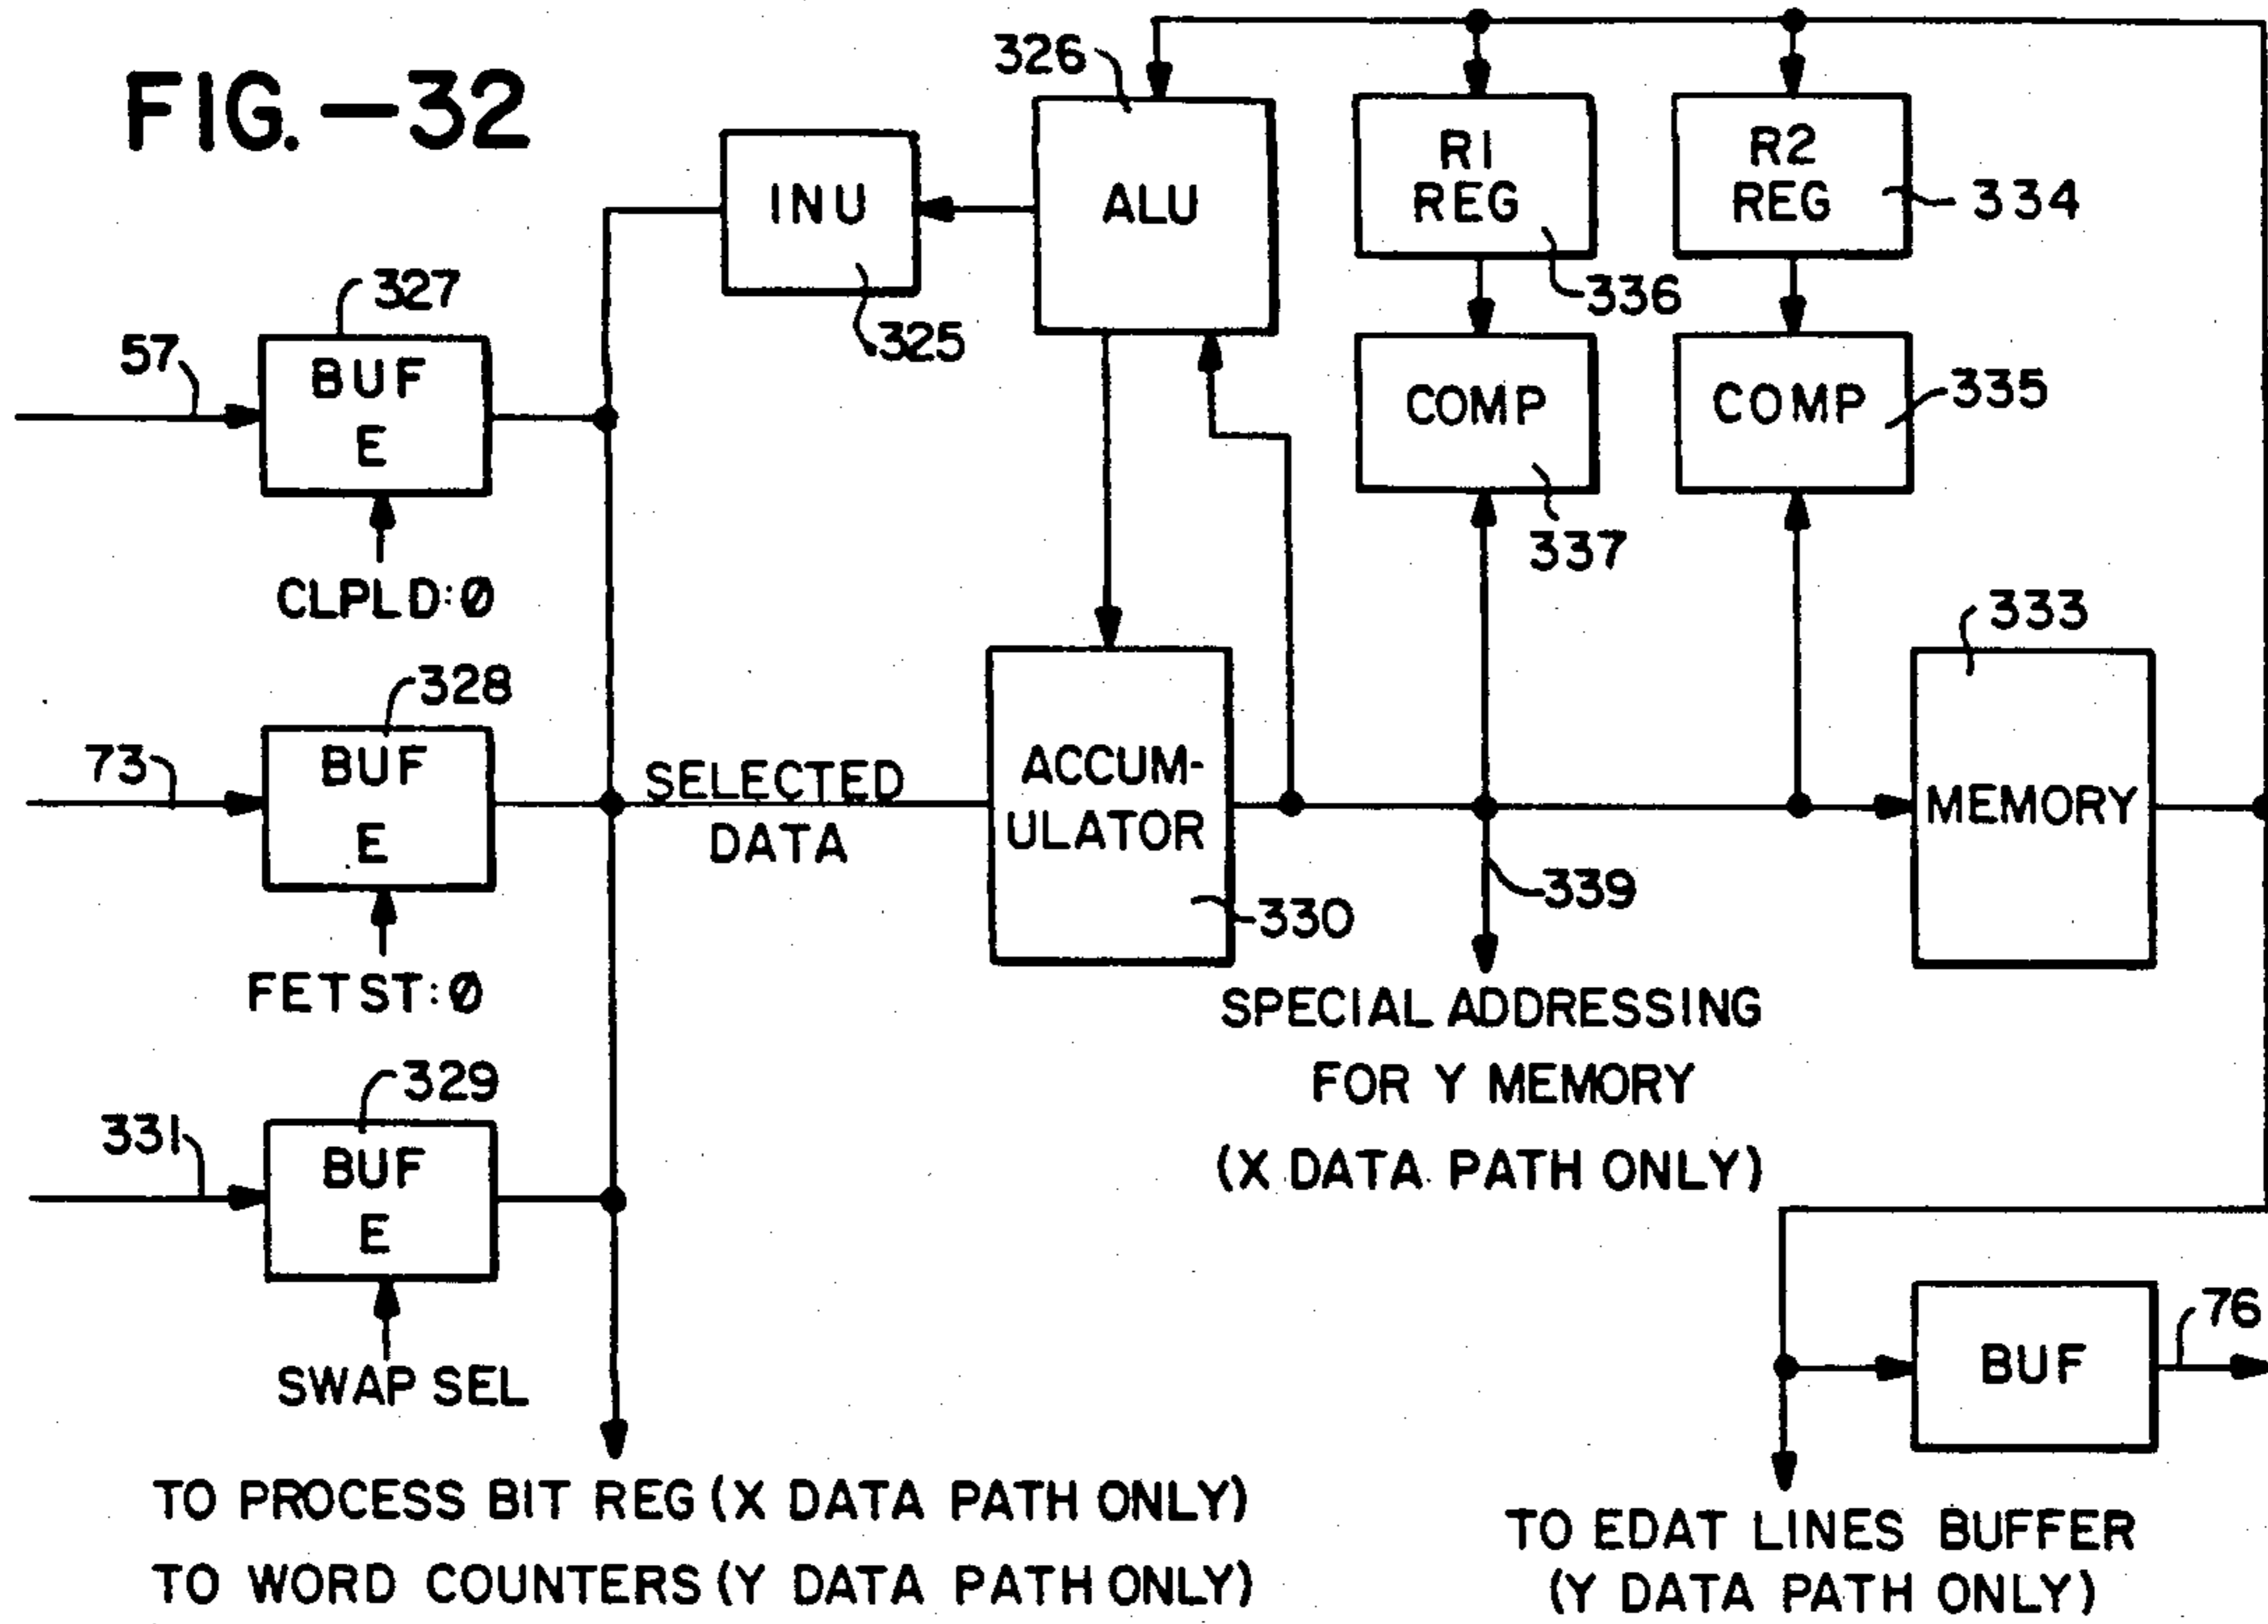 FIG.-32
326
INU
ALU
R1
REG
R2
REG
334
336
325
327
57
BUF
E
CLPLD:0
COMP
COMP
335
337
333
328
73
BUF
E
FETST:0
SELECTED
DATA
ACCUM-
ULATOR
330
MEMORY
339
SPECIAL ADDRESSING
FOR Y MEMORY
(X DATA PATH ONLY)
329
331
BUF
E
SWAP SEL
76
BUF
TO PROCESS BIT REG (X DATA PATH ONLY)
TO WORD COUNTERS (Y DATA PATH ONLY)
TO EDAT LINES BUFFER
(Y DATA PATH ONLY)